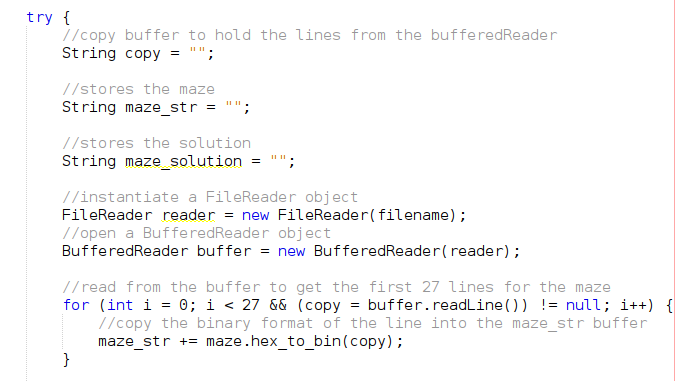 try {
//copy buffer to hold the lines from the bufferedReader
String copy = "";
//stores the maze
String maze_str = "";
//stores the solution
String maze_solution = "";
//instantiate a FileReader object
FileReader reader = new FileReader(filename);
//open a BufferedReader object
BufferedReader buffer = new BufferedReader(reader);
//read from the buffer to get the first 27 lines for the maze
for (int i = 0; i < 27 && (copy = buffer.readLine()) != null; i++) {
//copy the binary format of the line into the maze_str buffer
maze_str += maze.hex_to_bin(copy);
}